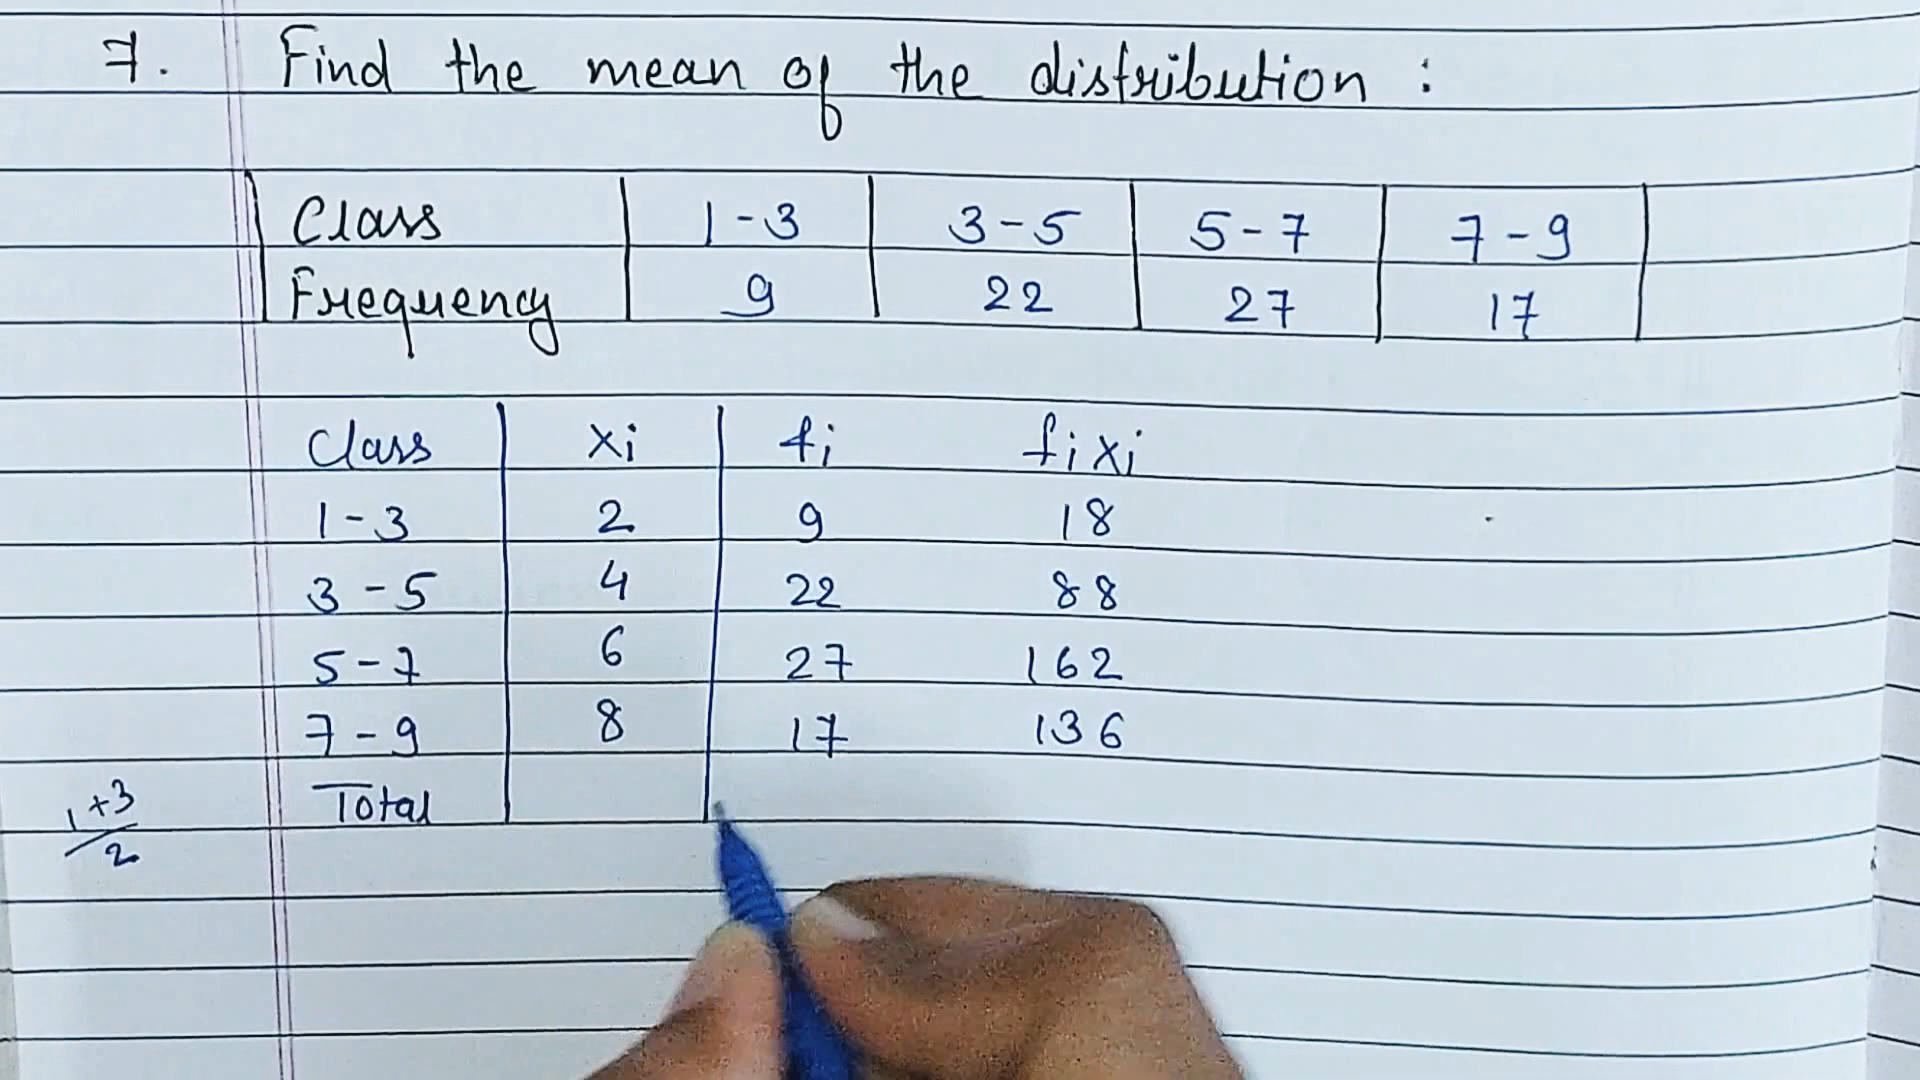 7. Find the mean of the distribution :
Class 1-3 3-5 5-7 7-9
Frequency 9 22 27 17
Class xi fi fixi
1-3 2 9 18
3-5 4 22 88
5-7 6 27 162
7-9 8 17 136
Total
1+3
2